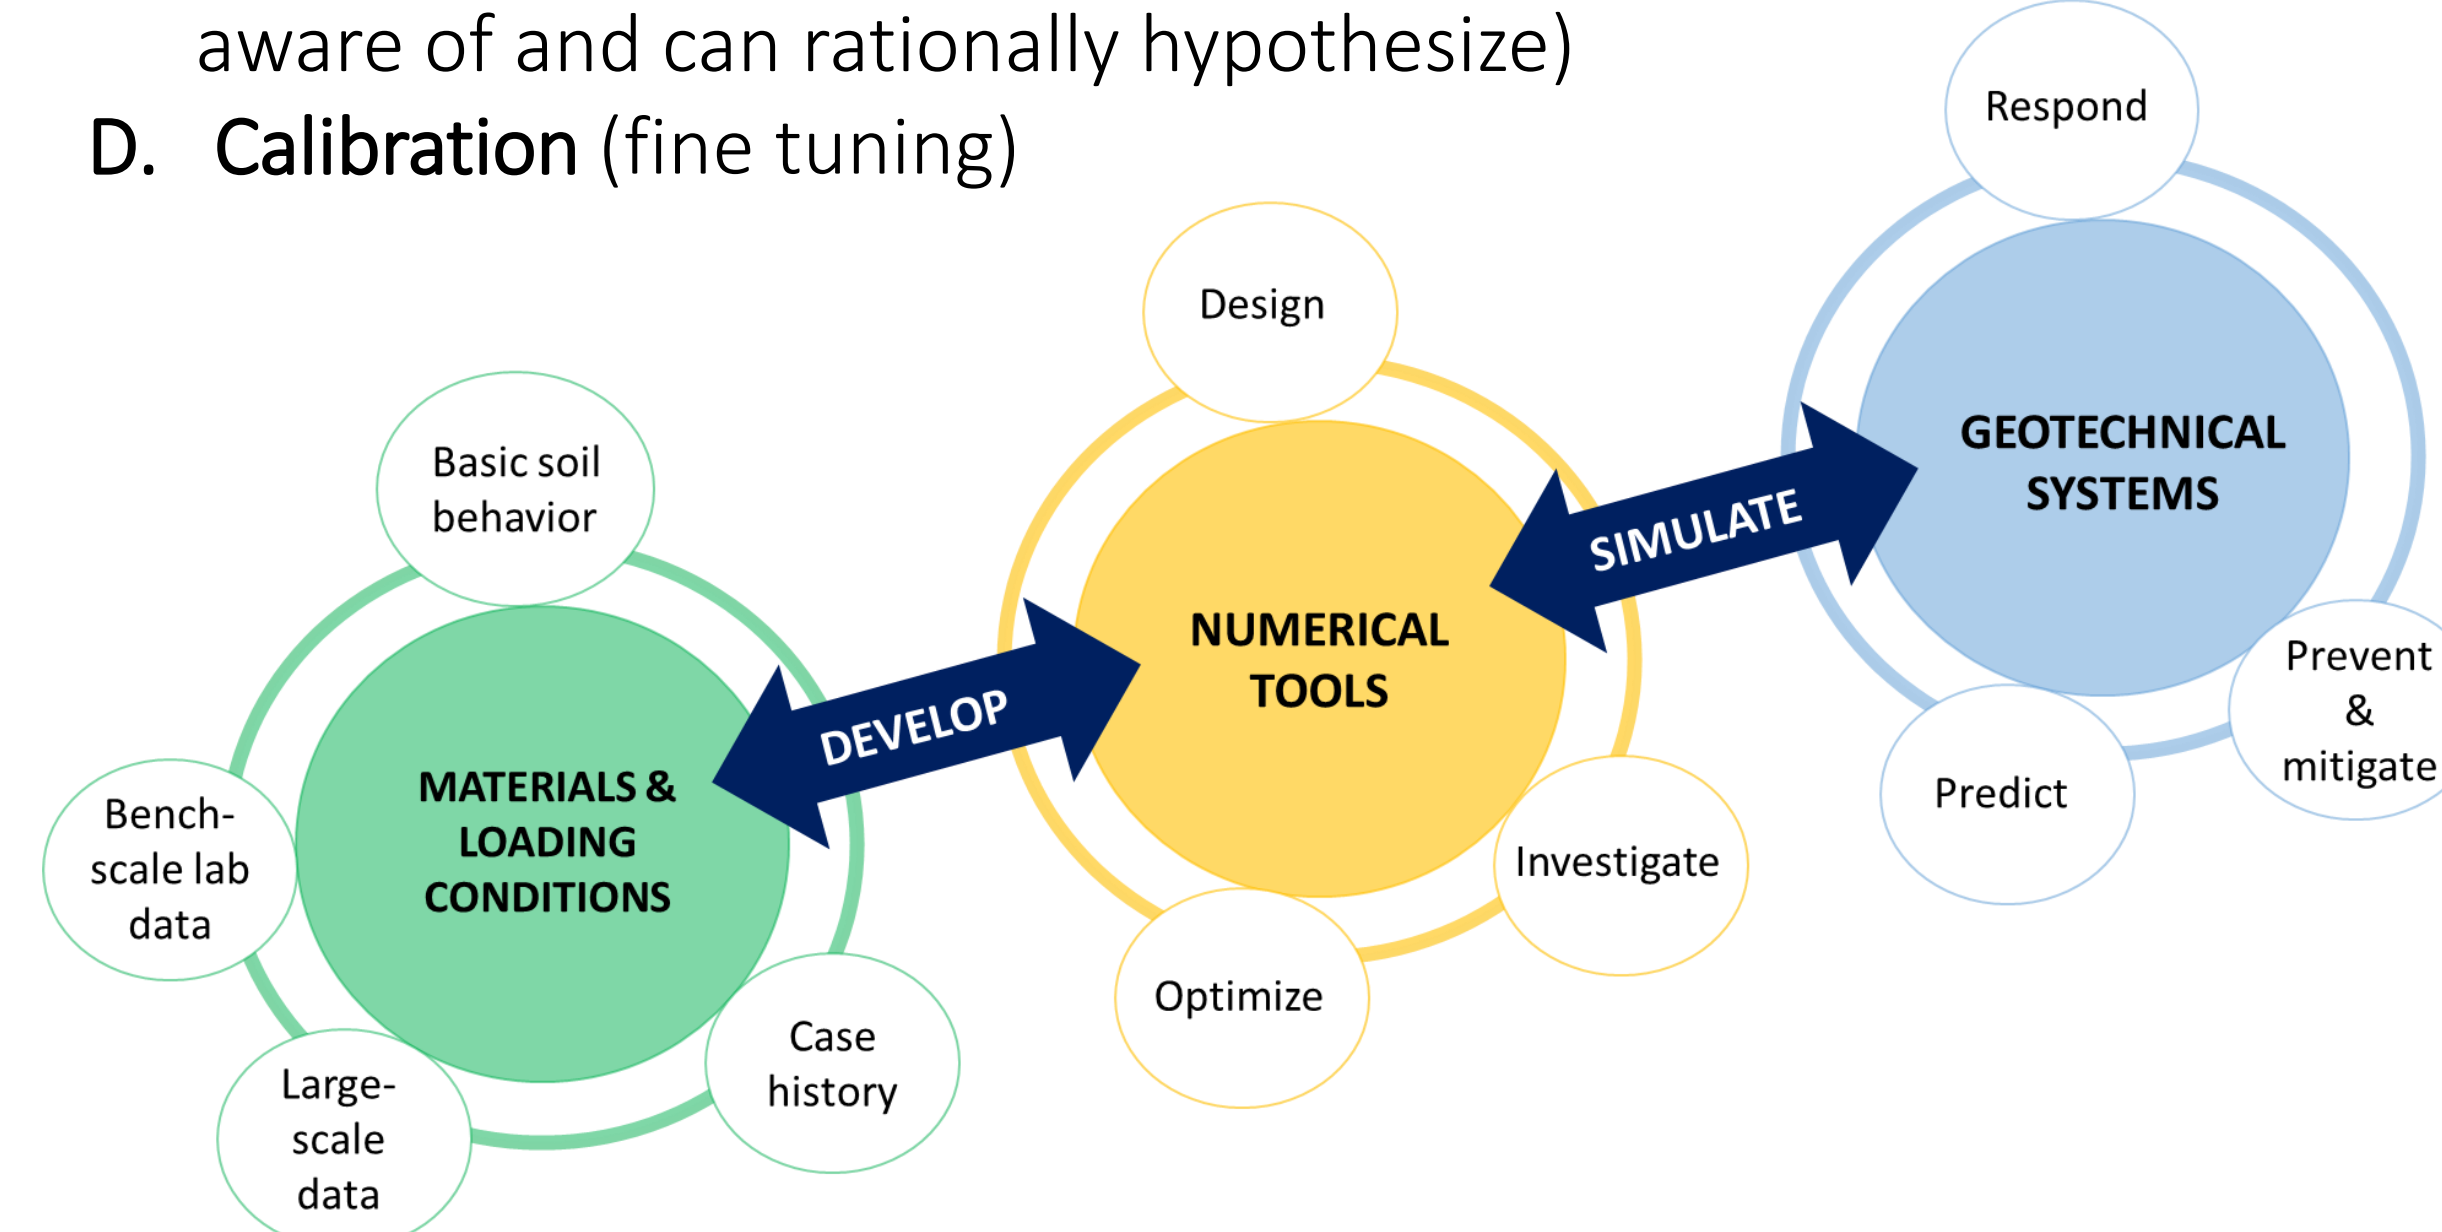 aware of and can rationally hypothesize)
D. Calibration (fine tuning)
Basic soil
behavior
Bench-
scale lab
data
Large-
scale
data
Case
history
MATERIALS &
LOADING
CONDITIONS
DEVELOP
Design
NUMERICAL
TOOLS
Optimize
Investigate
SIMULATE
Respond
GEOTECHNICAL
SYSTEMS
Predict
Prevent
&
mitigate